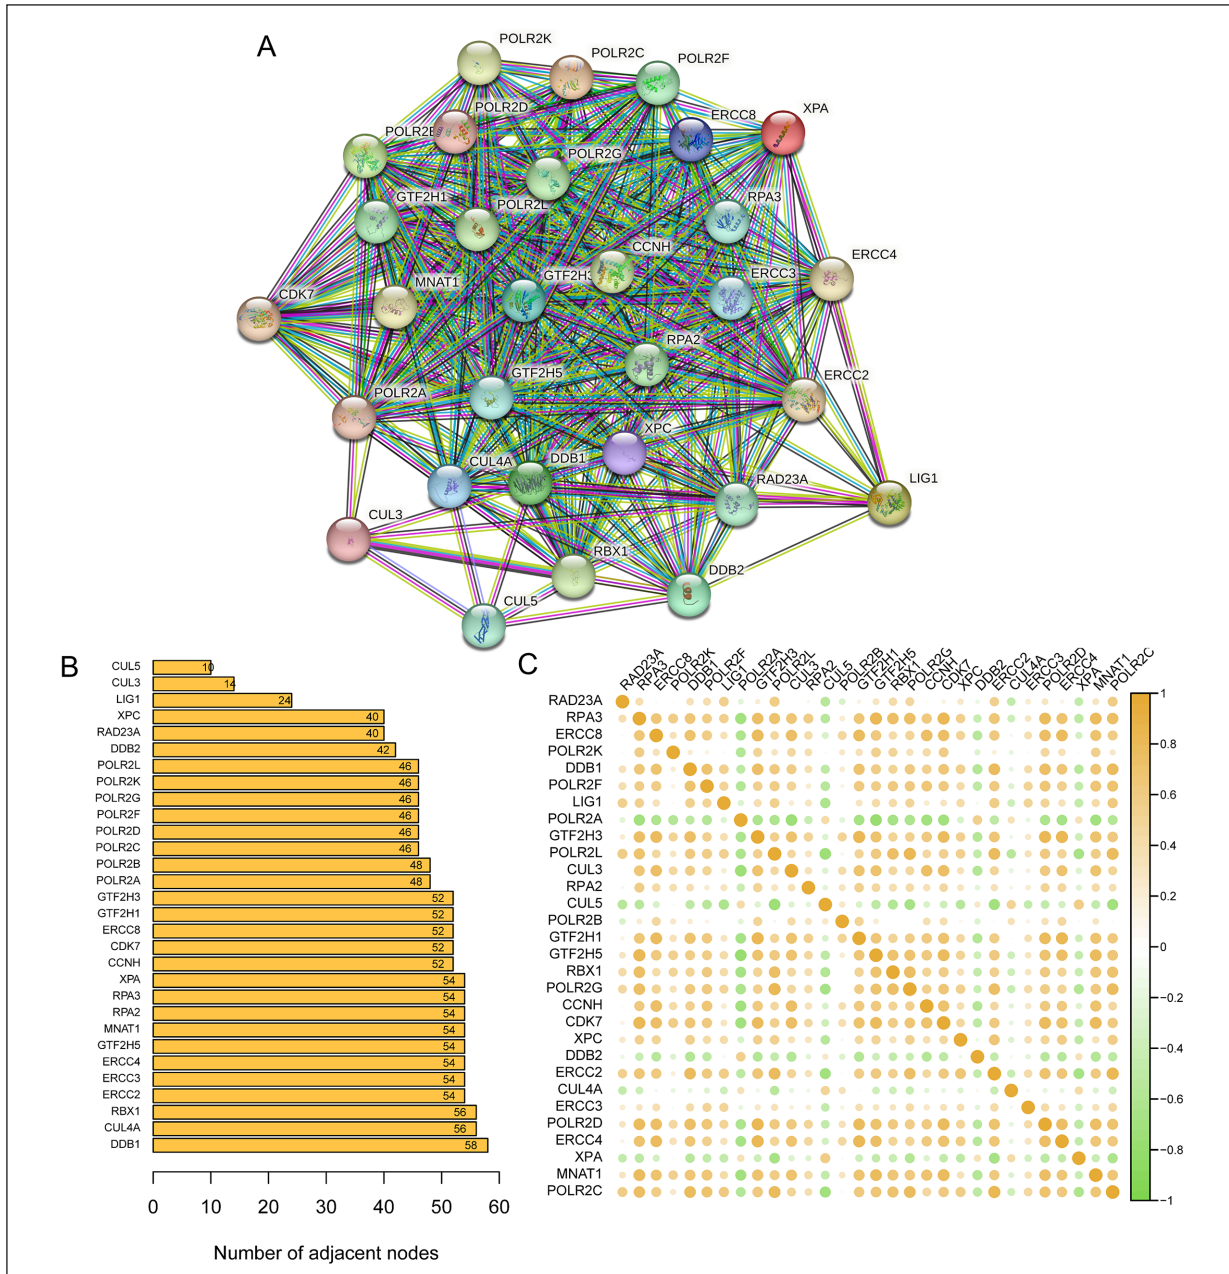 A
POLR2K
POLR2C
POLR2F
POLR2D
ERCC8
XPA
POLR2B
POLR2G
GTF2H1
POLR2L
RPA3
CCNH
ERCC4
MNAT1
GTF2H3
ERCC3
CDK7
RPA2
GTF2H5
ERCC2
POLR2A
XPC
CUL4A
DDB1
RAD23A
LIG1
CUL3
RBX1
DDB2
CUL5
B
CUL5 10
CUL3 14
LIG1 24
XPC 40
RAD23A 40
DDB2 42
POLR2L 46
POLR2K 46
POLR2G 46
POLR2F 46
POLR2D 46
POLR2C 46
POLR2B 48
POLR2A 48
GTF2H3 52
GTF2H1 52
ERCC8 52
CDK7 52
CCNH 52
XPA 54
RPA3 54
RPA2 54
MNAT1 54
GTF2H5 54
ERCC4 54
ERCC3 54
ERCC2 54
RBX1 56
CUL4A 56
DDB1 58
0 10 20 30 40 50 60
Number of adjacent nodes
C
RAD23A RPA3 ERCC8 POLR2K DDB1 POLR2F LIG1 POLR2A GTF2H3 POLR2L CUL3 RPA2 CUL5 POLR2B GTF2H1 GTF2H5 RBX1 POLR2G CCNH CDK7 XPC DDB2 ERCC2 CUL4A ERCC3 POLR2D ERCC4 XPA MNAT1 POLR2C
RAD23A
RPA3
ERCC8
POLR2K
DDB1
POLR2F
LIG1
POLR2A
GTF2H3
POLR2L
CUL3
RPA2
CUL5
POLR2B
GTF2H1
GTF2H5
RBX1
POLR2G
CCNH
CDK7
XPC
DDB2
ERCC2
CUL4A
ERCC3
POLR2D
ERCC4
XPA
MNAT1
POLR2C
1
0.8
0.6
0.4
0.2
0
−0.2
−0.4
−0.6
−0.8
−1